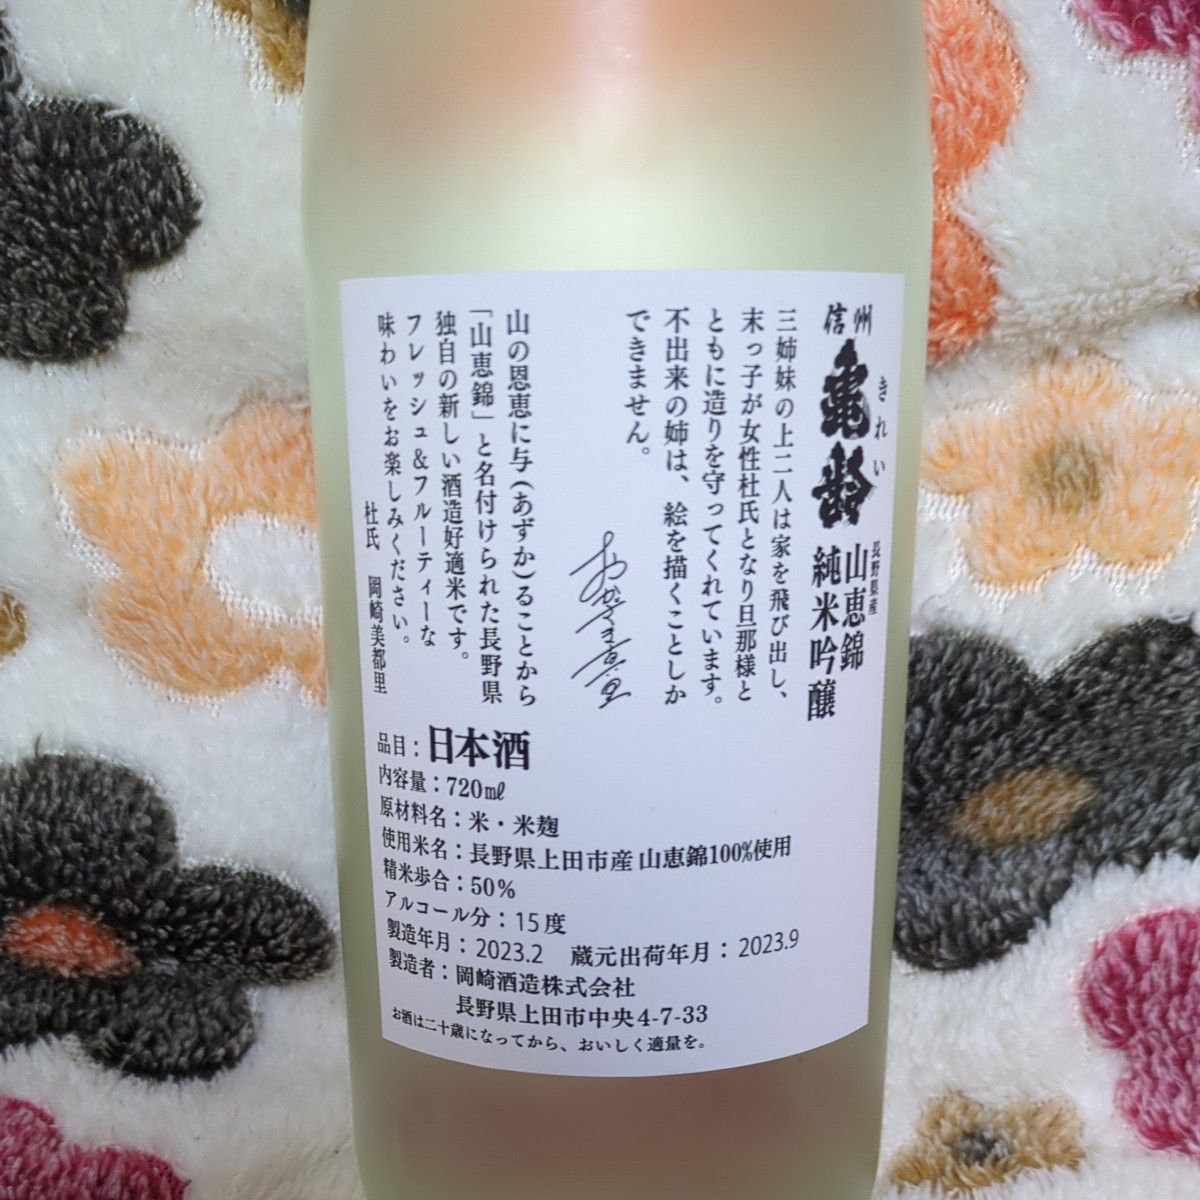 信州
亀齢
きれい
長野県産
山恵錦
純米吟醸
三姉妹の上二人は家を飛び出し、
末っ子が女性杜氏となり旦那様と
ともに造りを守ってくれています。
不出来の姉は、絵を描くことしか
できません。
山の恩恵に与(あずか)ることから
「山恵錦」と名付けられた長野県
独自の新しい酒造好適米です。
フレッシュ&フルーティーな
味わいをお楽しみください。
杜氏 岡崎美都里
品目:日本酒
内容量:720㎖
原材料名:米・米麹
使用米名:長野県上田市産 山恵錦100%使用
精米歩合:50%
アルコール分:15度
製造年月:2023.2 蔵元出荷年月:2023.9
製造者:岡崎酒造株式会社
長野県上田市中央4-7-33
お酒は二十歳になってから、おいしく適量を。